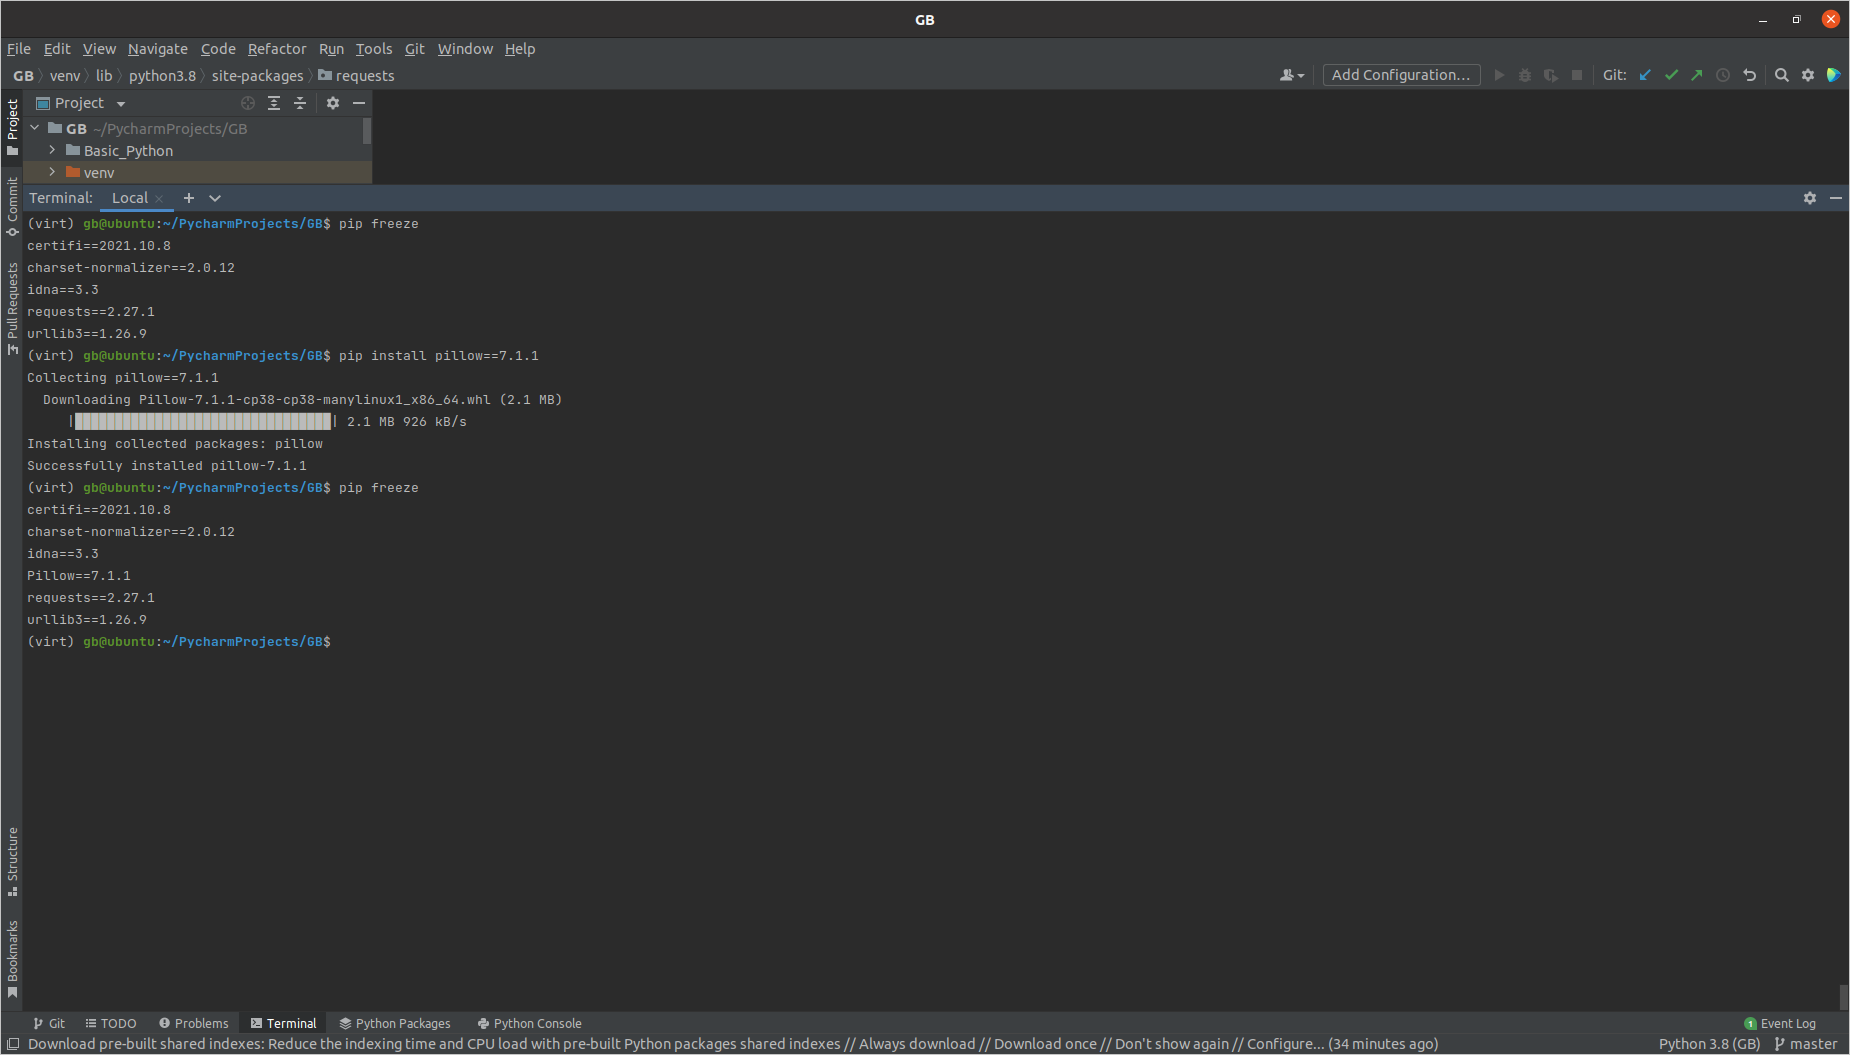 GB
File Edit View Navigate Code Refactor Run Tools Git Window Help
GB venv lib python3.8 site-packages requests Add Configuration... Git:
Project
GB ~/PycharmProjects/GB
Basic_Python
venv
Project
Commit
Pull Requests
Structure
Bookmarks
Terminal: Local
(virt) gb@ubuntu:~/PycharmProjects/GB$ pip freeze
certifi==2021.10.8
charset-normalizer==2.0.12
idna==3.3
requests==2.27.1
urllib3==1.26.9
(virt) gb@ubuntu:~/PycharmProjects/GB$ pip install pillow==7.1.1
Collecting pillow==7.1.1
Downloading Pillow-7.1.1-cp38-cp38-manylinux1_x86_64.whl (2.1 MB)
|████████████████████████████████| 2.1 MB 926 kB/s
Installing collected packages: pillow
Successfully installed pillow-7.1.1
(virt) gb@ubuntu:~/PycharmProjects/GB$ pip freeze
certifi==2021.10.8
charset-normalizer==2.0.12
idna==3.3
Pillow==7.1.1
requests==2.27.1
urllib3==1.26.9
(virt) gb@ubuntu:~/PycharmProjects/GB$
Git TODO Problems Terminal Python Packages Python Console 1 Event Log
Download pre-built shared indexes: Reduce the indexing time and CPU load with pre-built Python packages shared indexes // Always download // Download once // Don't show again // Configure... (34 minutes ago) Python 3.8 (GB) master